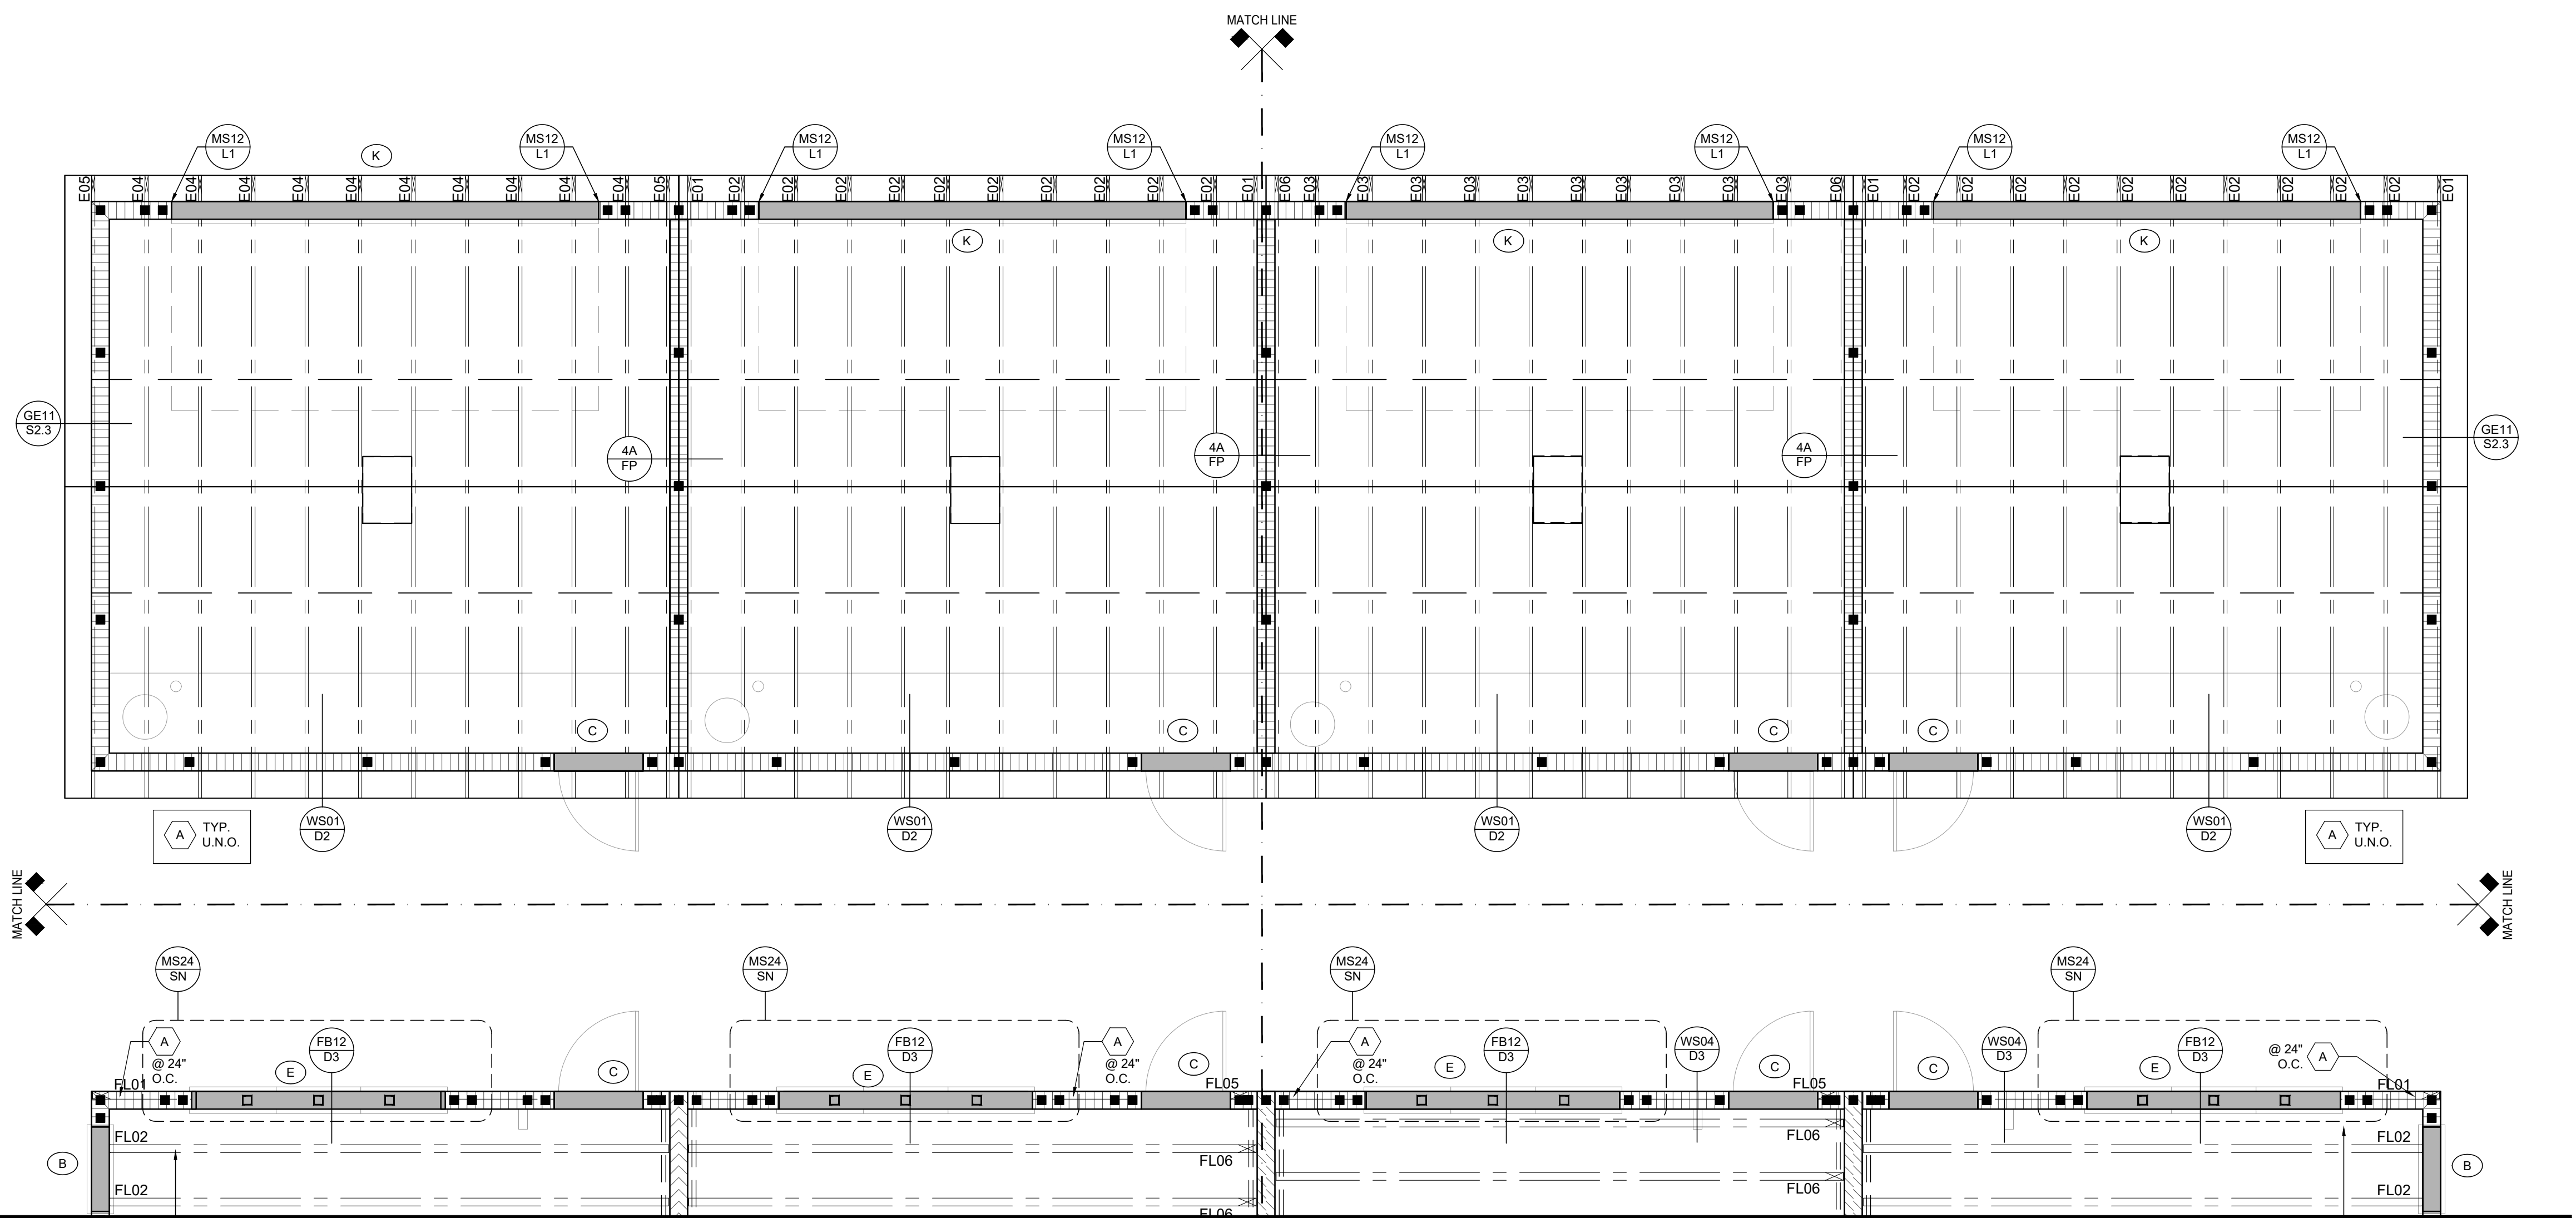 MATCH LINE
MS12
L1
MS12
L1
MS12
L1
MS12
L1
MS12
L1
MS12
L1
MS12
L1
MS12
L1
K
E05
E04
E04
E04
E04
E04
E04
E04
E04
E04
E04
E05
E01
E02
E02
E02
E02
E02
E02
E02
E02
E02
E02
E01
E06
E03
E03
E03
E03
E03
E03
E03
E03
E03
E03
E06
E01
E02
E02
E02
E02
E02
E02
E02
E02
E02
E02
E01
K
K
K
GE11
S2.3
4A
FP
4A
FP
4A
FP
GE11
S2.3
C
C
C
C
A
TYP.
U.N.O.
WS01
D2
WS01
D2
WS01
D2
WS01
D2
A
TYP.
U.N.O.
MATCH LINE
MATCH LINE
MS24
SN
MS24
SN
MS24
SN
MS24
SN
A
@ 24"
O.C.
FB12
D3
E
C
FB12
D3
E
A
@ 24"
O.C.
C
A
@ 24"
O.C.
E
FB12
D3
WS04
D3
C
C
WS04
D3
E
FB12
D3
@ 24"
O.C.
A
FL01
FL05
FL05
FL01
FL02
FL06
FL06
FL02
B
B
FL02
FL06
FL06
FL02